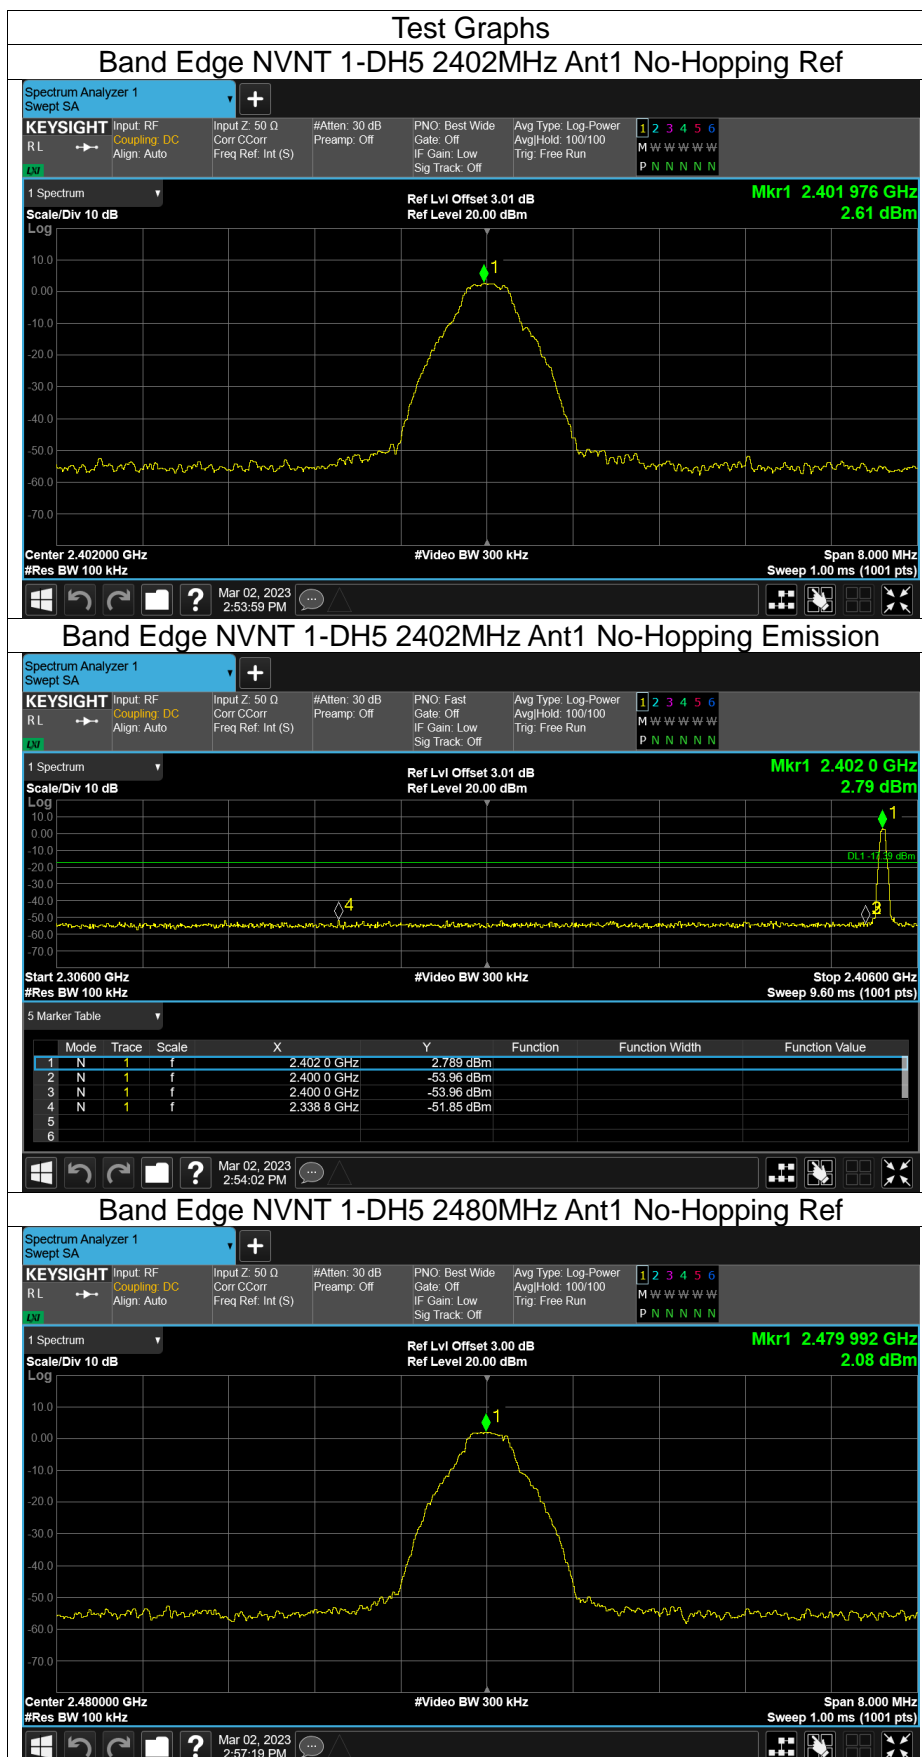 Test Graphs
Band Edge NVNT 1-DH5 2402MHz Ant1 No-Hopping Ref
Spectrum Analyzer 1
Swept SA
KEYSIGHT Input: RF Input Z: 50 Ω #Atten: 30 dB PNO: Best Wide Avg Type: Log-Power 1 2 3 4 5 6
RL Coupling: DC Corr CCorr Preamp: Off Gate: Off Avg|Hold: 100/100 M W W W W W
Align: Auto Freq Ref: Int (S) IF Gain: Low Trig: Free Run
LXI Sig Track: Off P N N N N N
1 Spectrum Ref Lvl Offset 3.01 dB Mkr1 2.401 976 GHz
Scale/Div 10 dB Ref Level 20.00 dBm 2.61 dBm
Log
1
10.0
0.00
-10.0
-20.0
-30.0
-40.0
-50.0
-60.0
-70.0
Center 2.402000 GHz #Video BW 300 kHz Span 8.000 MHz
#Res BW 100 kHz Sweep 1.00 ms (1001 pts)
? Mar 02, 2023
2:53:59 PM
Band Edge NVNT 1-DH5 2402MHz Ant1 No-Hopping Emission
Spectrum Analyzer 1
Swept SA
KEYSIGHT Input: RF Input Z: 50 Ω #Atten: 30 dB PNO: Fast Avg Type: Log-Power 1 2 3 4 5 6
RL Coupling: DC Corr CCorr Preamp: Off Gate: Off Avg|Hold: 100/100 M W W W W W
Align: Auto Freq Ref: Int (S) IF Gain: Low Trig: Free Run
LXI Sig Track: Off P N N N N N
1 Spectrum Ref Lvl Offset 3.01 dB Mkr1 2.402 0 GHz
Scale/Div 10 dB Ref Level 20.00 dBm 2.79 dBm
Log
10.0 1
0.00
-10.0 DL1 -17.39 dBm
-20.0
-30.0
-40.0
-50.0 4
-60.0
-70.0
Start 2.30600 GHz #Video BW 300 kHz Stop 2.40600 GHz
#Res BW 100 kHz Sweep 9.60 ms (1001 pts)
5 Marker Table
Mode Trace Scale X Y Function Function Width Function Value
1 N 1 f 2.402 0 GHz 2.789 dBm
2 N 1 f 2.400 0 GHz -53.96 dBm
3 N 1 f 2.400 0 GHz -53.96 dBm
4 N 1 f 2.338 8 GHz -51.85 dBm
5
6
? Mar 02, 2023
2:54:02 PM
Band Edge NVNT 1-DH5 2480MHz Ant1 No-Hopping Ref
Spectrum Analyzer 1
Swept SA
KEYSIGHT Input: RF Input Z: 50 Ω #Atten: 30 dB PNO: Best Wide Avg Type: Log-Power 1 2 3 4 5 6
RL Coupling: DC Corr CCorr Preamp: Off Gate: Off Avg|Hold: 100/100 M W W W W W
Align: Auto Freq Ref: Int (S) IF Gain: Low Trig: Free Run
LXI Sig Track: Off P N N N N N
1 Spectrum Ref Lvl Offset 3.00 dB Mkr1 2.479 992 GHz
Scale/Div 10 dB Ref Level 20.00 dBm 2.08 dBm
Log
10.0 1
0.00
-10.0
-20.0
-30.0
-40.0
-50.0
-60.0
-70.0
Center 2.480000 GHz #Video BW 300 kHz Span 8.000 MHz
#Res BW 100 kHz Sweep 1.00 ms (1001 pts)
? Mar 02, 2023
2:57:19 PM